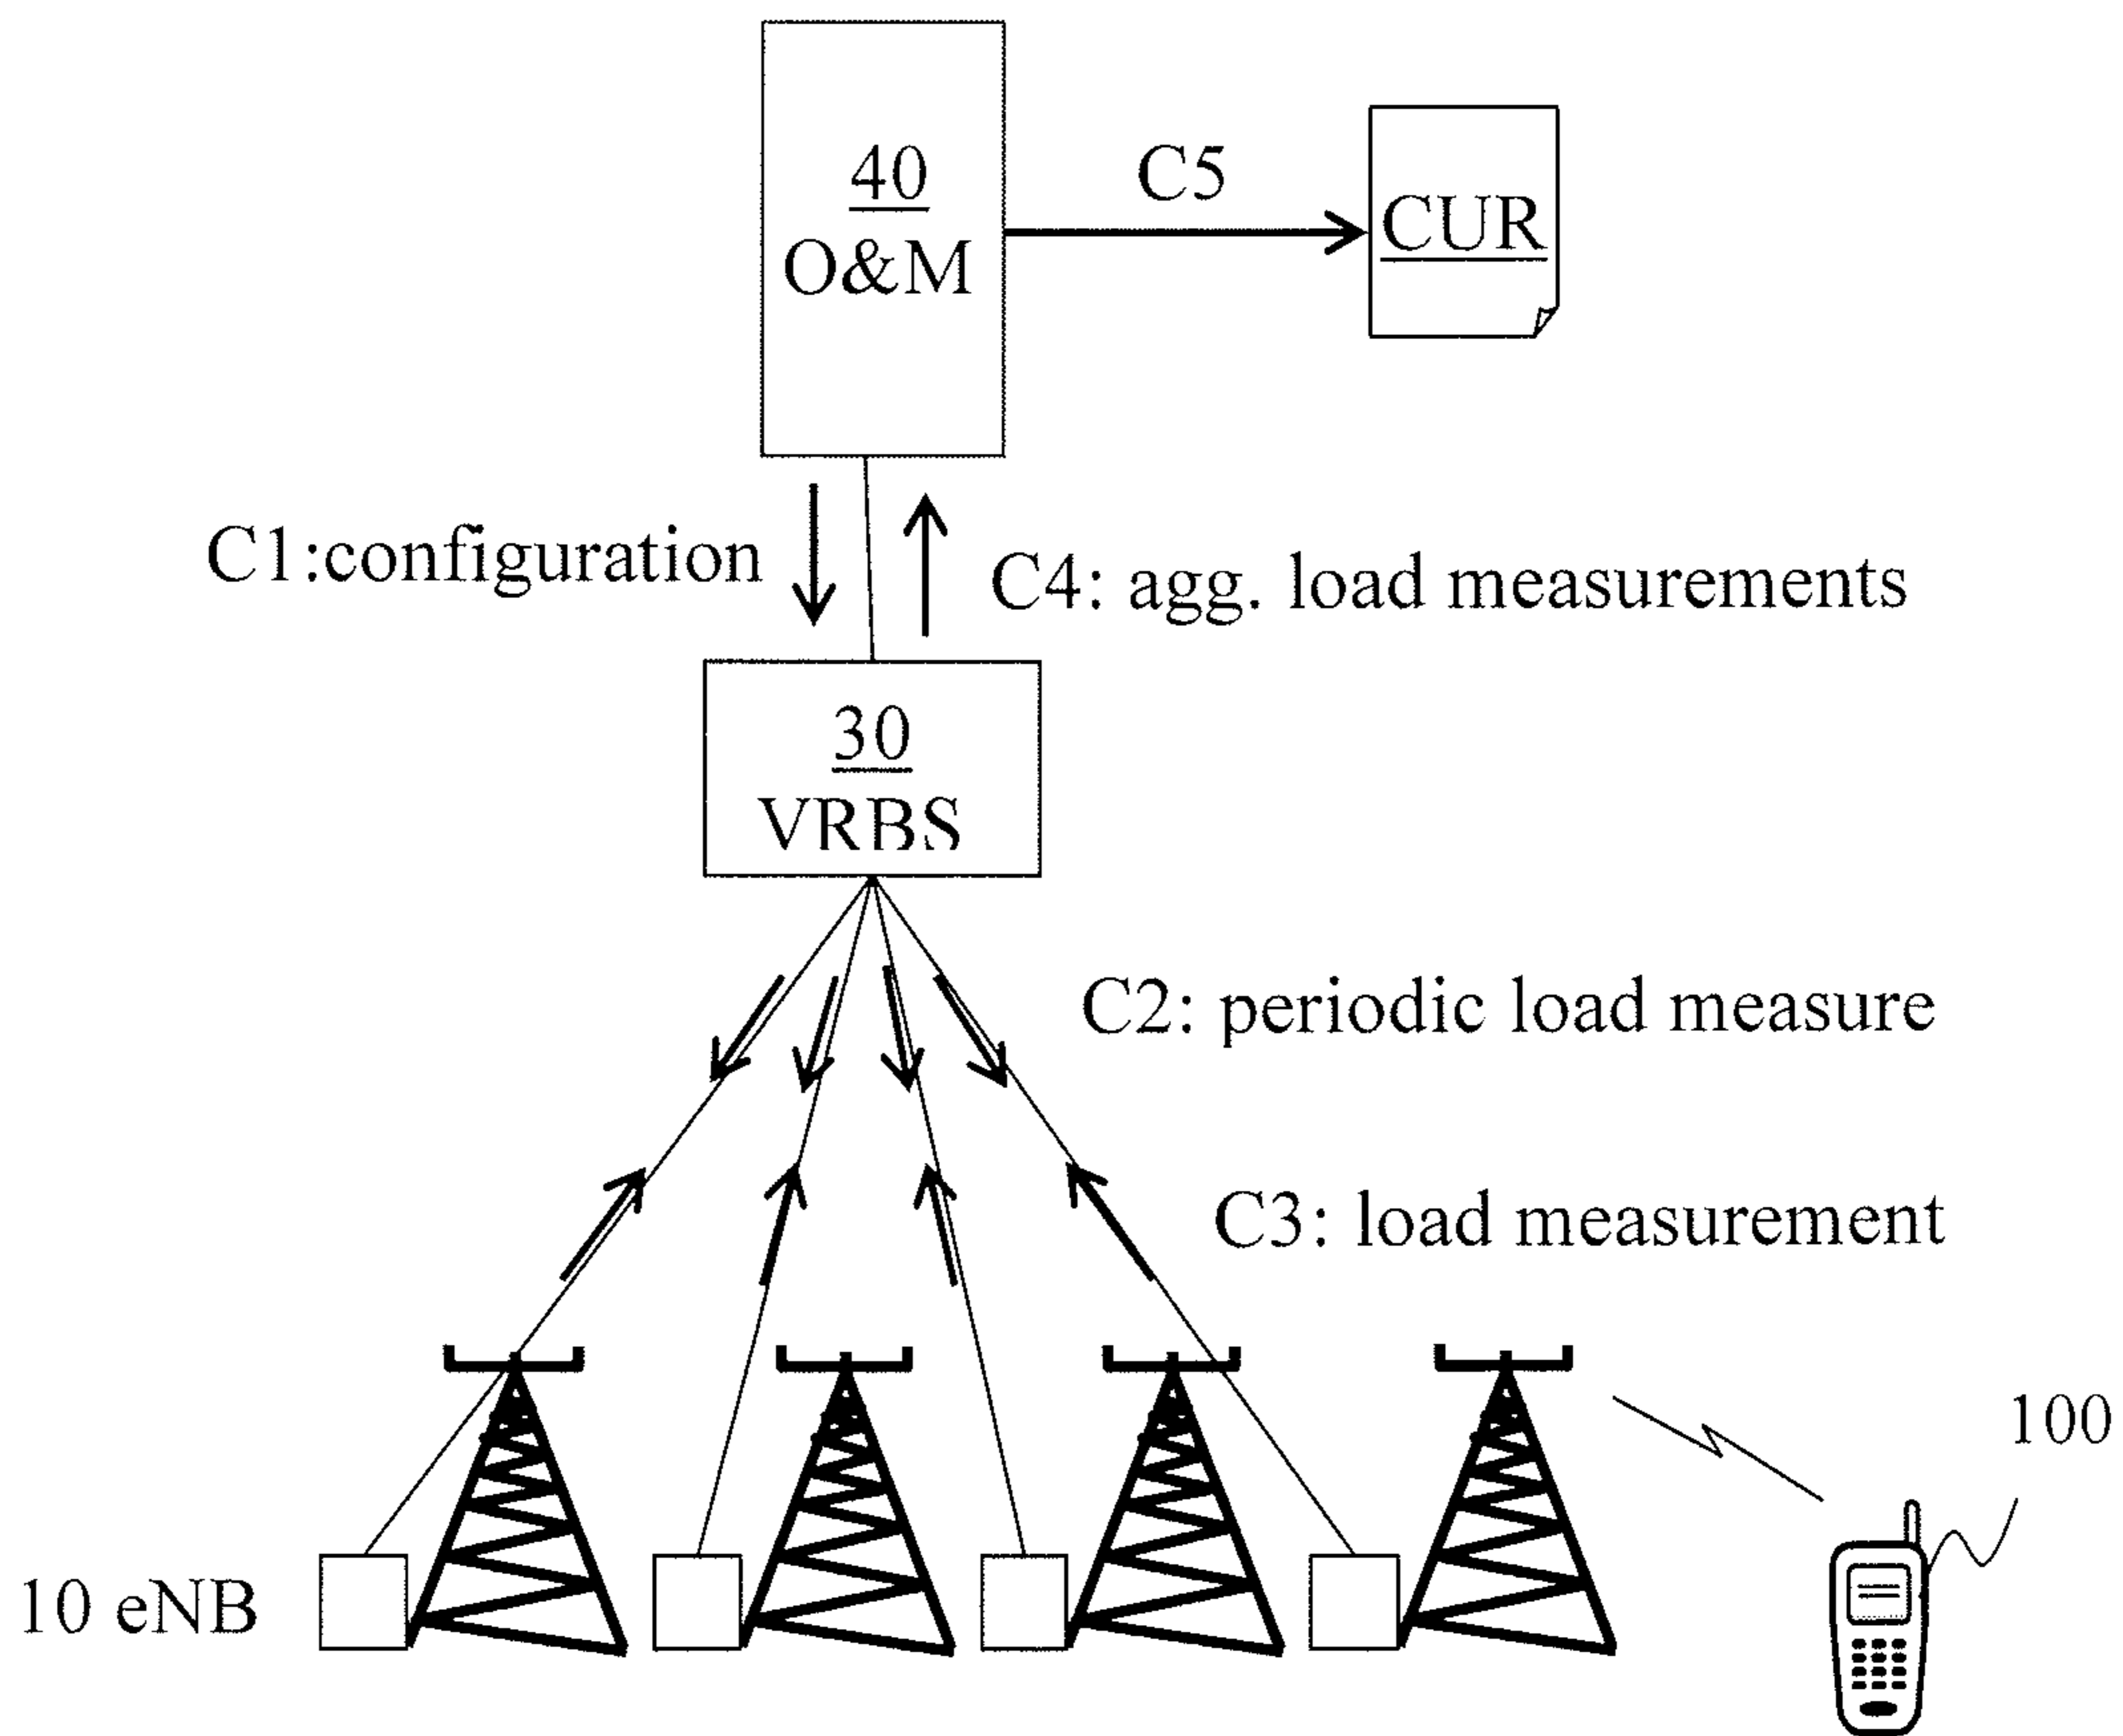 40
O&M
C5
CUR
C1:configuration
C4: agg. load measurements
30
VRBS
C2: periodic load measure
C3: load measurement
100
10 eNB